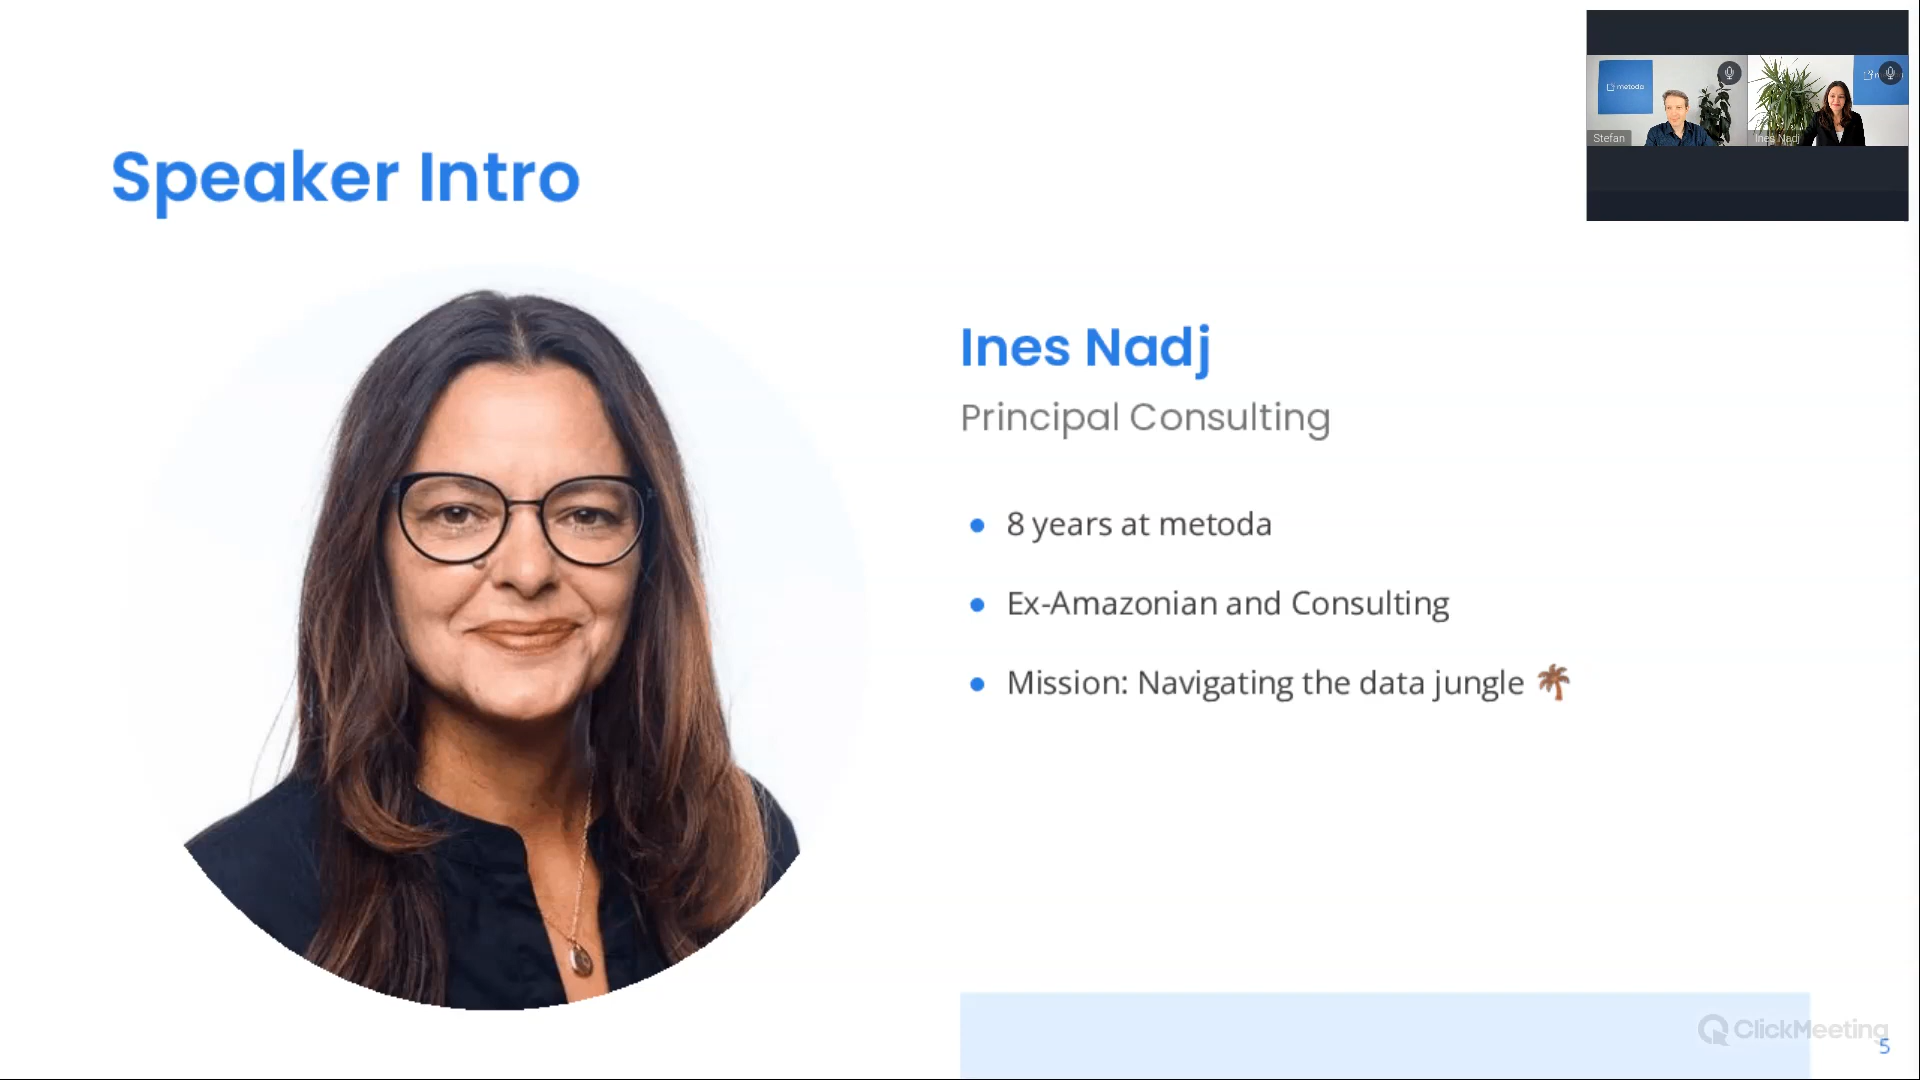 metoda
Stefan
Ines Nadj
Speaker Intro
Ines Nadj
Principal Consulting
8 years at metoda
Ex-Amazonian and Consulting
Mission: Navigating the data jungle 🌴
ClickMeeting
5